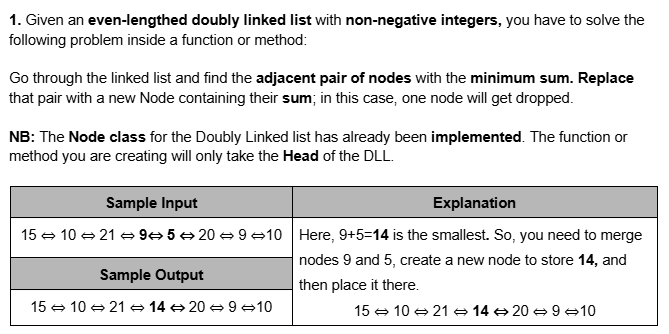 1. Given an even-lengthed doubly linked list with non-negative integers, you have to solve the
following problem inside a function or method:
Go through the linked list and find the adjacent pair of nodes with the minimum sum. Replace
that pair with a new Node containing their sum; in this case, one node will get dropped.
NB: The Node class for the Doubly Linked list has already been implemented. The function or
method you are creating will only take the Head of the DLL.
Sample Input
15 ⇔ 10 ⇔ 21 ⇔ 9⇔ 5 ⇔ 20 ⇔ 9 ⇔10
Sample Output
15 ⇔ 10 ⇔ 21 ⇔ 14 ⇔ 20 ⇔ 9 ⇔10
Explanation
Here, 9+5=14 is the smallest. So, you need to merge
nodes 9 and 5, create a new node to store 14, and
then place it there.
15 ⇔ 10 ⇔ 21 ⇔ 14 ⇔ 20 ⇔ 9 ⇔10